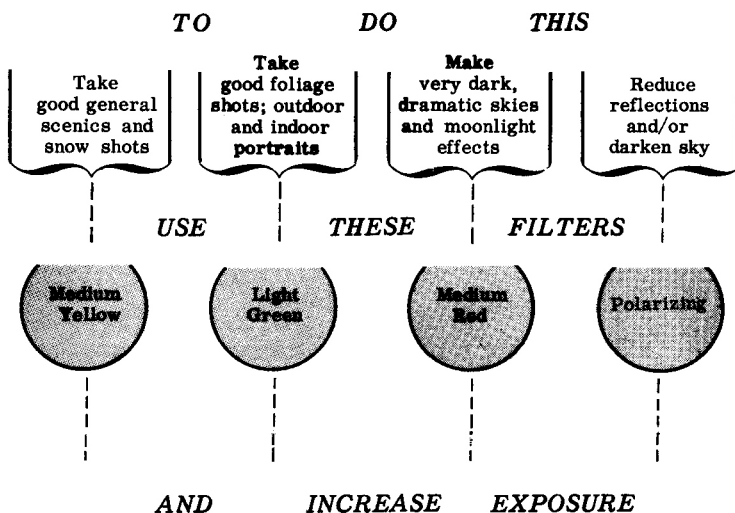 TO DO THIS
Take
good general
scenics and
snow shots
Take
good foliage
shots; outdoor
and indoor
portraits
Make
very dark,
dramatic skies
and moonlight
effects
Reduce
reflections
and/or
darken sky
USE THESE FILTERS
Medium
Yellow
Light
Green
Medium
Red
Polarizing
AND INCREASE EXPOSURE